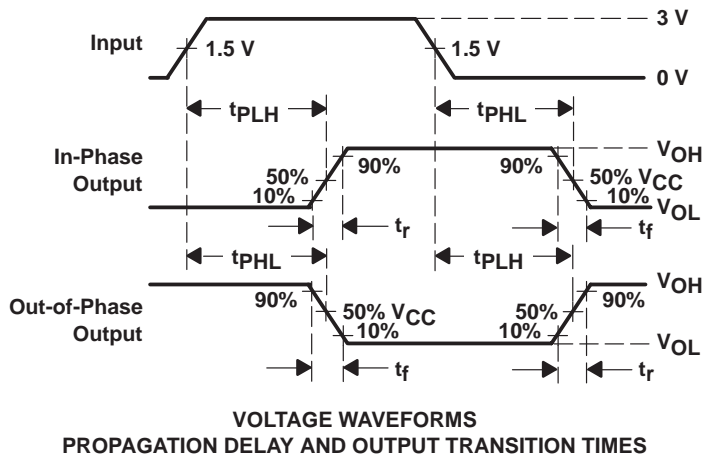 3 V
Input
1.5 V
1.5 V
0 V
tPLH
tPHL
In-Phase
Output
50%
10%
90%
90%
VOH
50% VCC
10%
VOL
tr
tf
tPHL
tPLH
Out-of-Phase
Output
90%
50% VCC
10%
50%
10%
VOH
90%
VOL
tf
tr
VOLTAGE WAVEFORMS
PROPAGATION DELAY AND OUTPUT TRANSITION TIMES